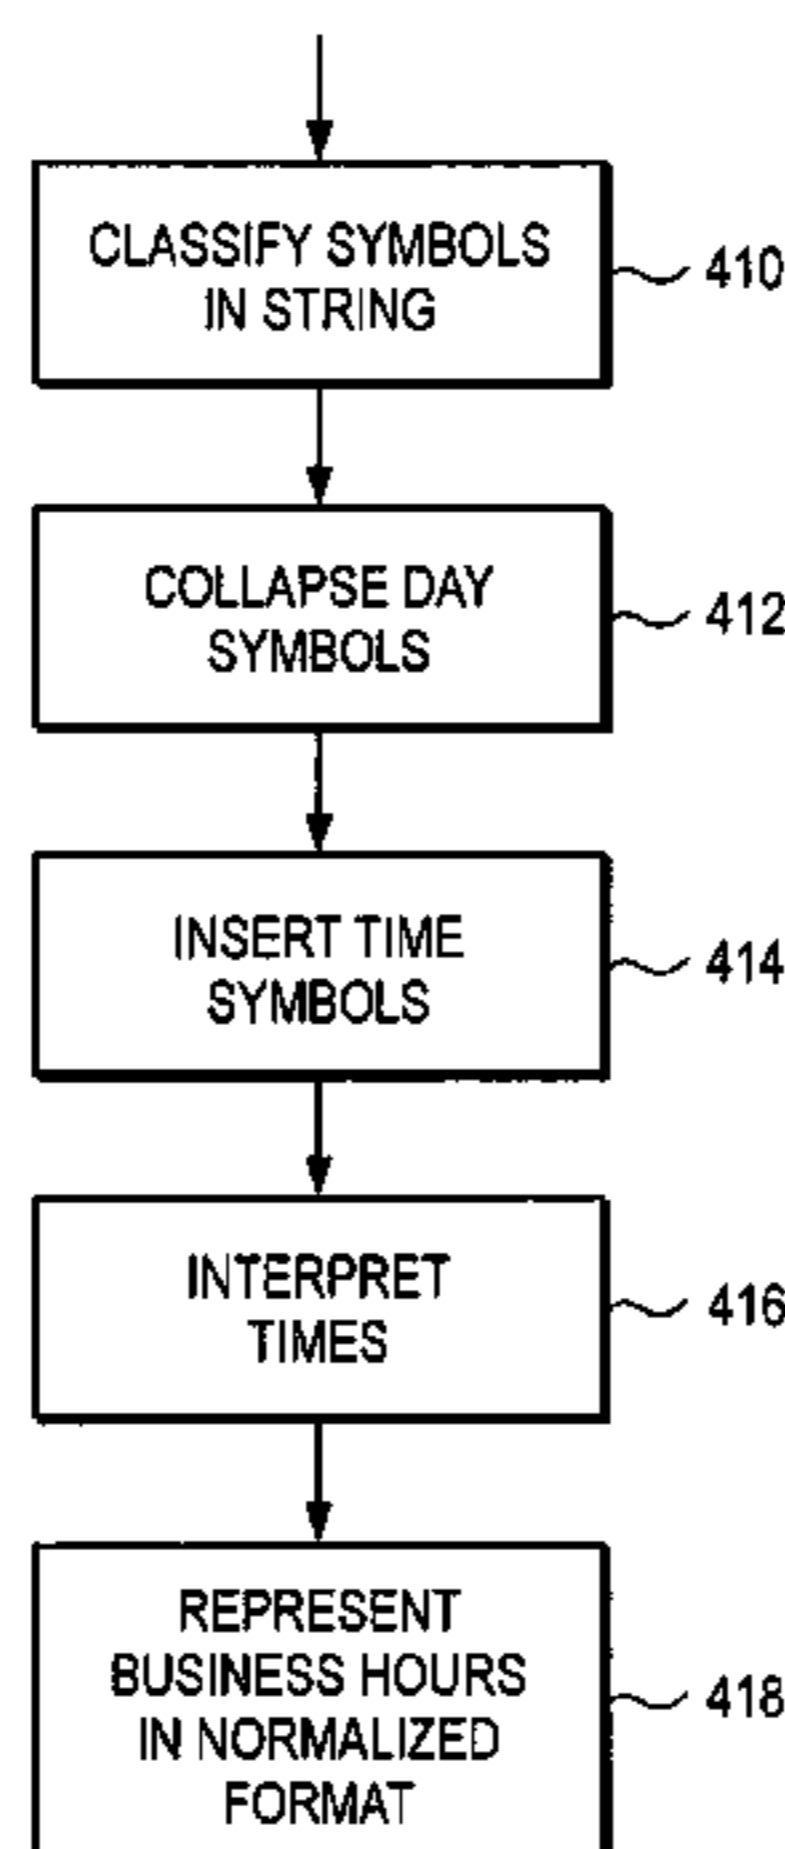 CLASSIFY SYMBOLS
IN STRING
410
COLLAPSE DAY
SYMBOLS
412
INSERT TIME
SYMBOLS
414
INTERPRET
TIMES
416
REPRESENT
BUSINESS HOURS
IN NORMALIZED
FORMAT
418